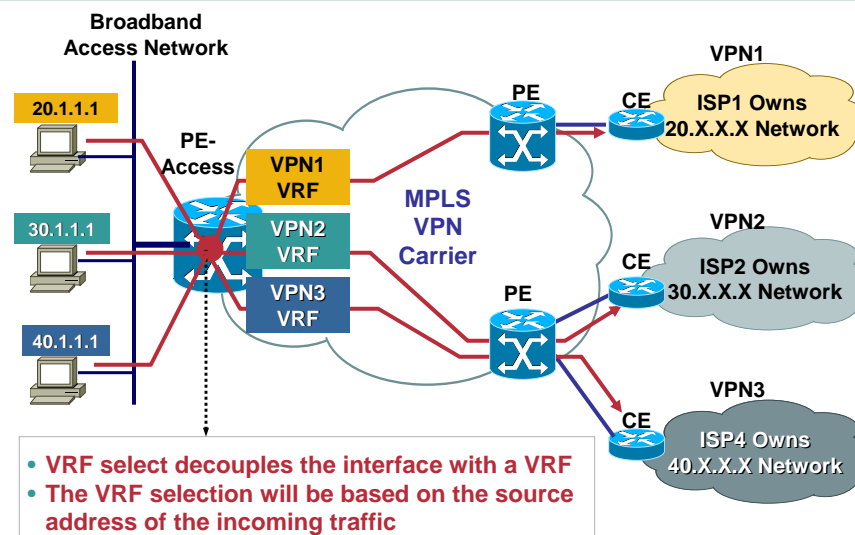 Broadband
Access Network
VPN1
PE
CE
ISP1 Owns
20.X.X.X Network
20.1.1.1
PE-
Access
VPN1
VRF
MPLS
VPN
Carrier
VPN2
30.1.1.1
VPN2
VRF
CE
ISP2 Owns
30.X.X.X Network
VPN3
VRF
PE
40.1.1.1
VPN3
CE
ISP4 Owns
40.X.X.X Network
• VRF select decouples the interface with a VRF
• The VRF selection will be based on the source
address of the incoming traffic